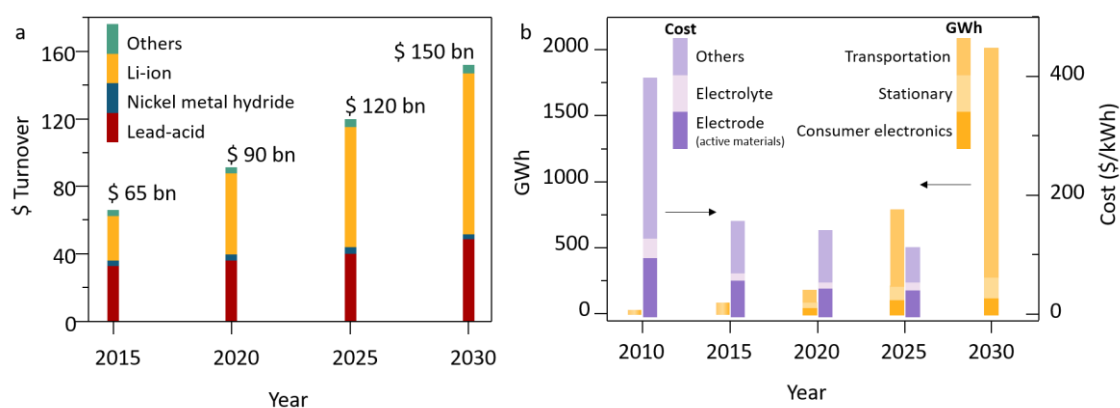 a
Others
Li-ion
Nickel metal hydride
Lead-acid
$ 65 bn
$ 90 bn
$ 120 bn
$ 150 bn
160
120
80
40
0
$ Turnover
2015 2020 2025 2030
Year
b
Cost
Others
Electrolyte
Electrode
(active materials)
GWh
Transportation
Stationary
Consumer electronics
2000
1500
1000
500
0
GWh
400
200
0
Cost ($/kWh)
2010 2015 2020 2025 2030
Year